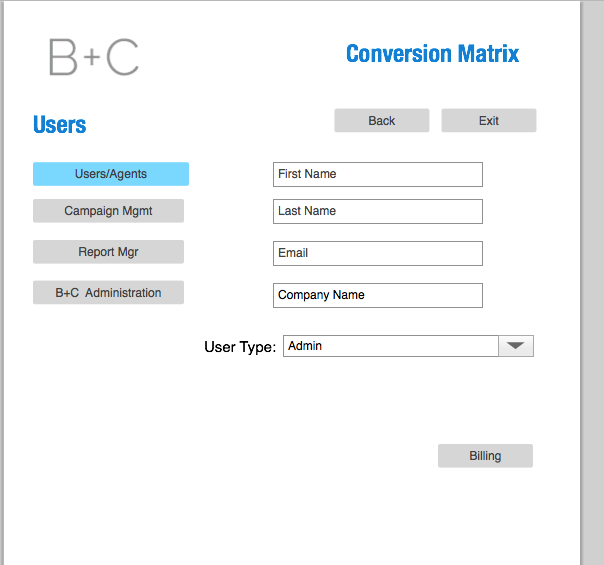 B+C
Conversion Matrix
Users
Back
Exit
Users/Agents
First Name
Campaign Mgmt
Last Name
Report Mgr
Email
B+C Administration
Company Name
User Type: Admin
Billing